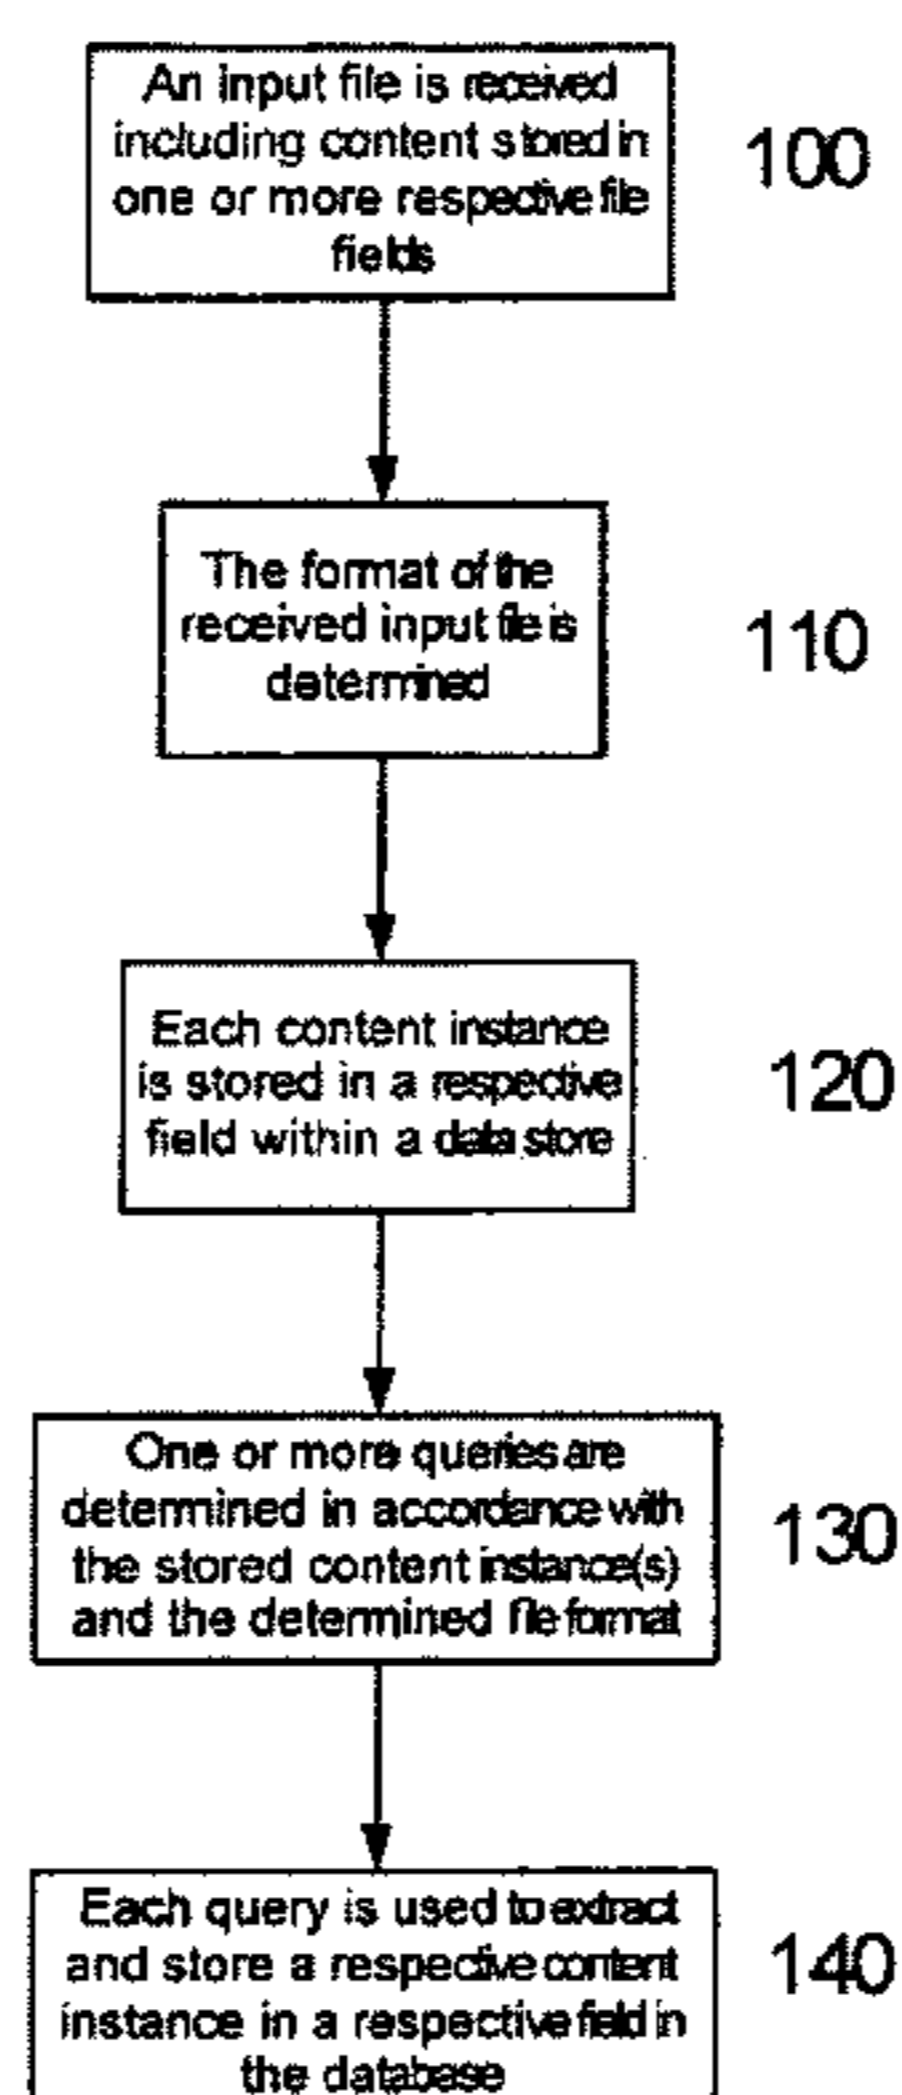 An input file is received
including content stored in
one or more respective file
fields
100
The format of the
received input file is
determined
110
Each content instance
is stored in a respective
field within a data store
120
One or more queries are
determined in accordance with
the stored content instance(s)
and the determined file format
130
Each query is used to extract
and store a respective content
instance in a respective field in
the database
140